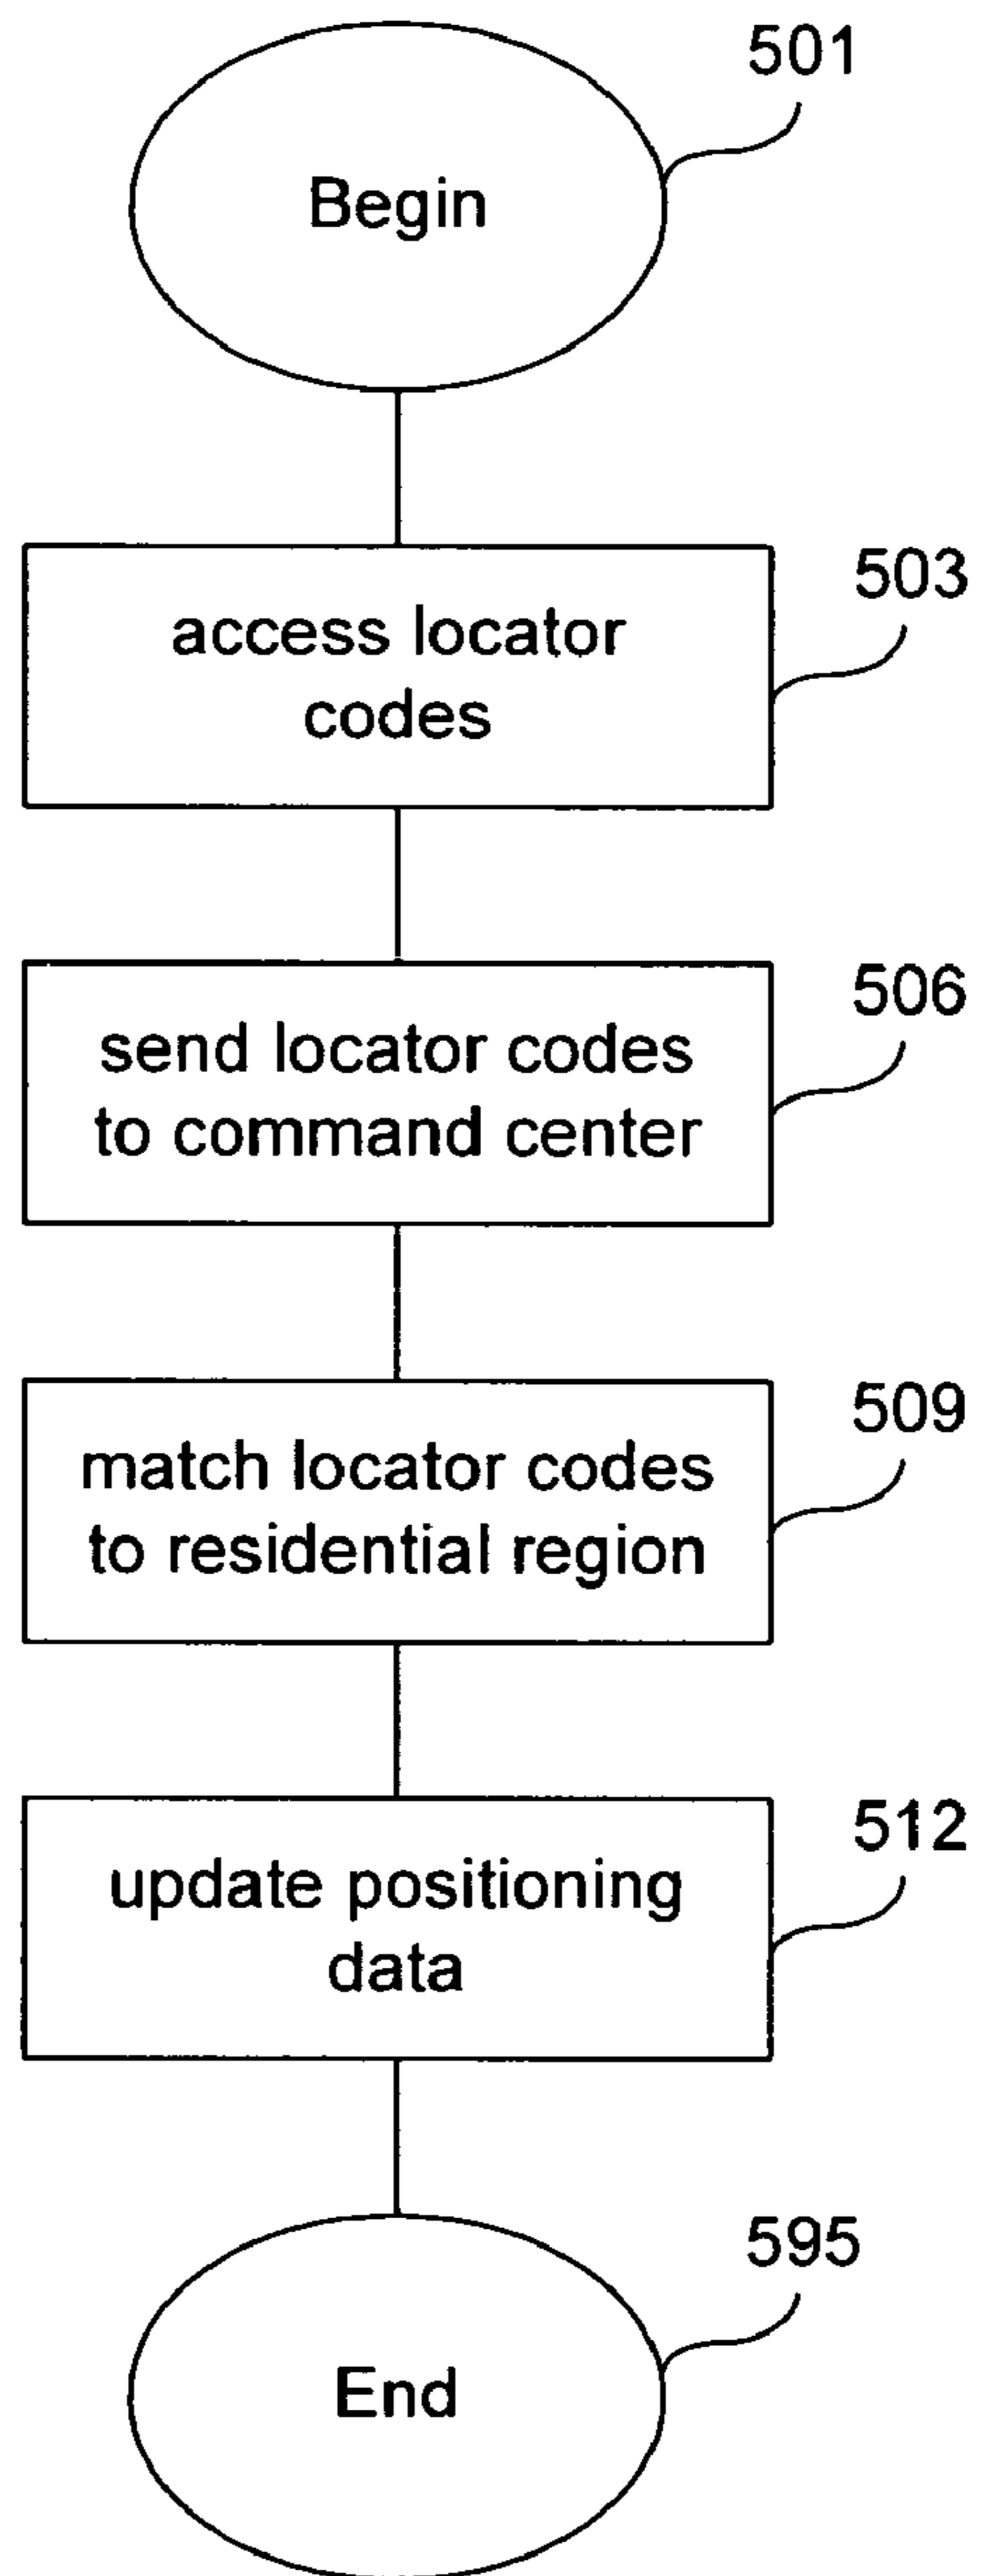 501
Begin
503
access locator
codes
506
send locator codes
to command center
509
match locator codes
to residential region
512
update positioning
data
595
End